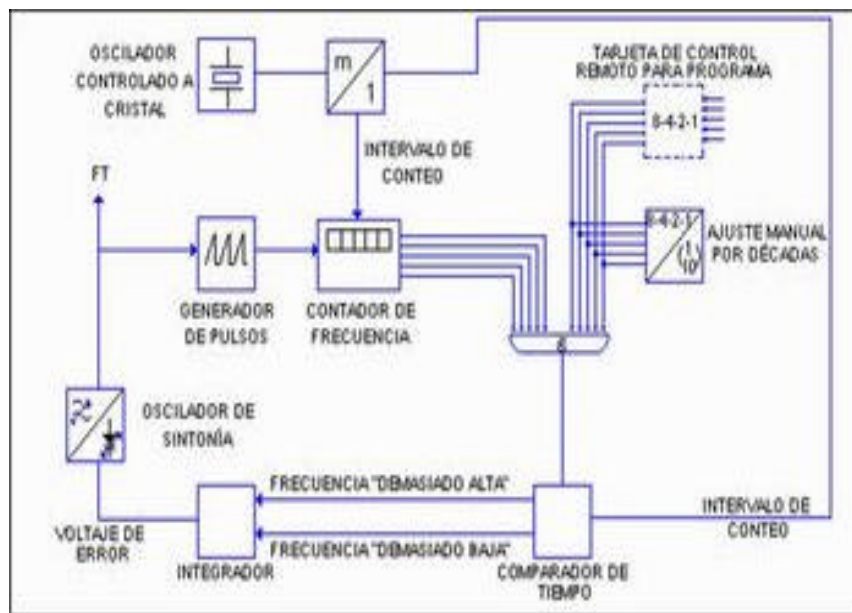 OSCILADOR
CONTROLADO A
CRISTAL
m
1
TARJETA DE CONTROL
REMOTO PARA PROGRAMA
8-4-2-1
INTERVALO DE
CONTEO
FT
8-4-2-1
(1
10)
AJUSTE MANUAL
POR DÉCADAS
GENERADOR
DE PULSOS
CONTADOR DE
FRECUENCIA
&
OSCILADOR DE
SINTONÍA
FRECUENCIA "DEMASIADO ALTA"
INTERVALO DE
CONTEO
VOLTAJE DE
ERROR
FRECUENCIA "DEMASIADO BAJA"
INTEGRADOR
COMPARADOR DE
TIEMPO